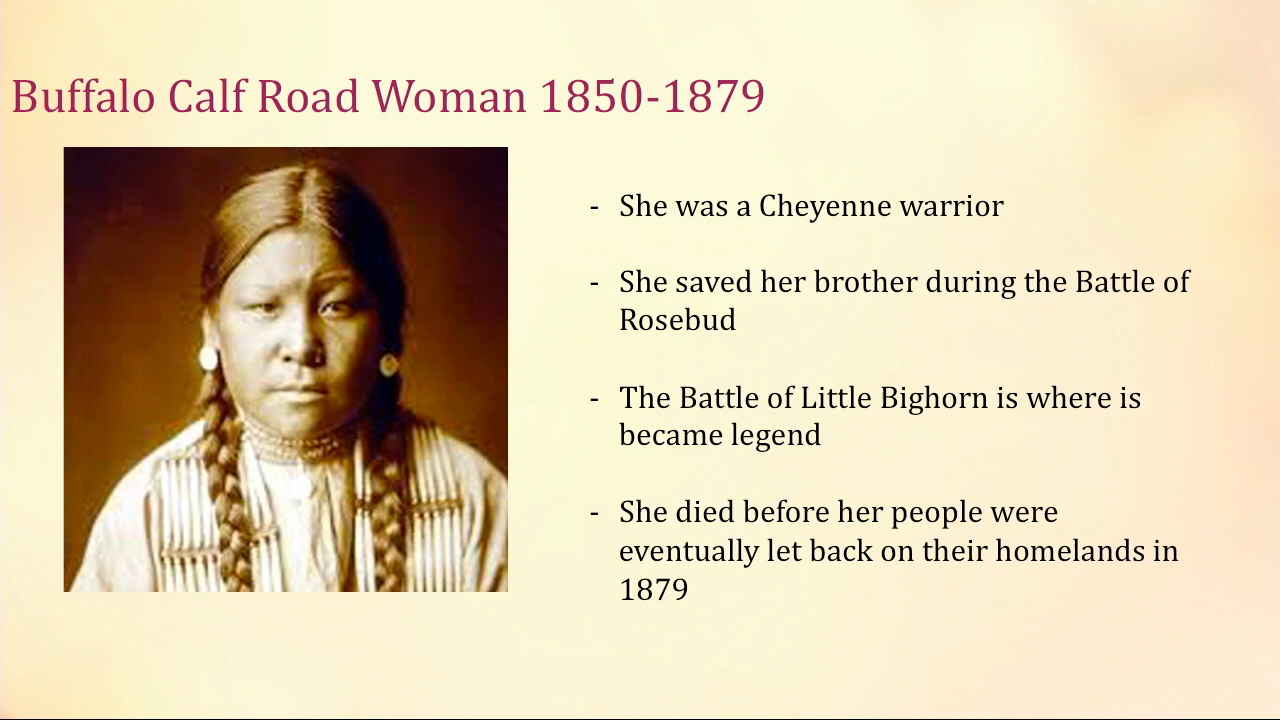 Buffalo Calf Road Woman 1850-1879
- She was a Cheyenne warrior
- She saved her brother during the Battle of
Rosebud
- The Battle of Little Bighorn is where is
became legend
- She died before her people were
eventually let back on their homelands in
1879